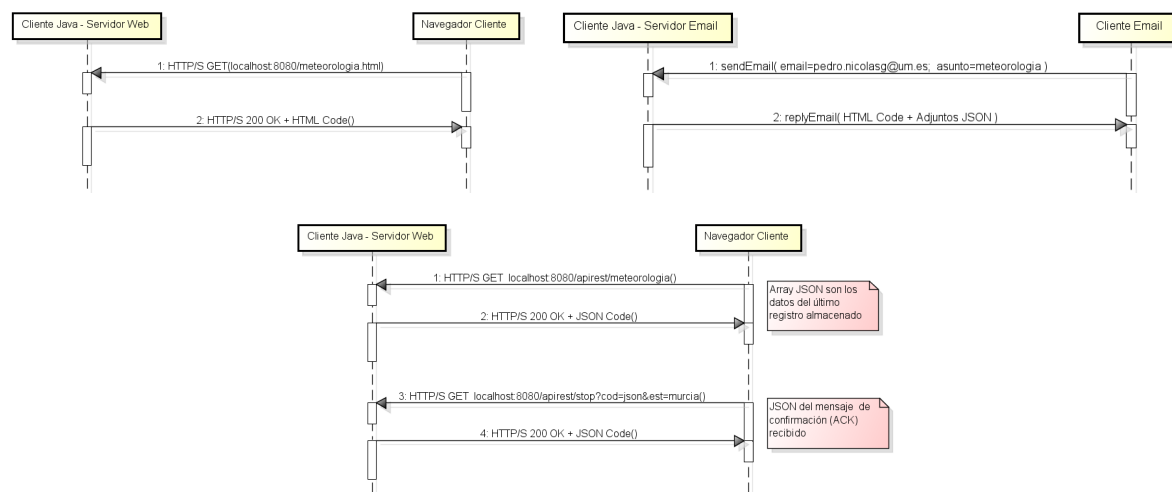 Cliente Java - Servidor Web
Navegador Cliente
1: HTTP/S GET(localhost:8080/meteorologia.html)
2: HTTP/S 200 OK + HTML Code()
Cliente Java - Servidor Email
Cliente Email
1: sendEmail( email=pedro.nicolasg@um.es; asunto=meteorologia )
2: replyEmail( HTML Code + Adjuntos JSON )
Cliente Java - Servidor Web
Navegador Cliente
1: HTTP/S GET localhost:8080/apirest/meteorologia()
Array JSON son los
datos del último
registro almacenado
2: HTTP/S 200 OK + JSON Code()
3: HTTP/S GET localhost:8080/apirest/stop?cod=json&est=murcia()
JSON del mensaje de
confirmación (ACK)
recibido
4: HTTP/S 200 OK + JSON Code()